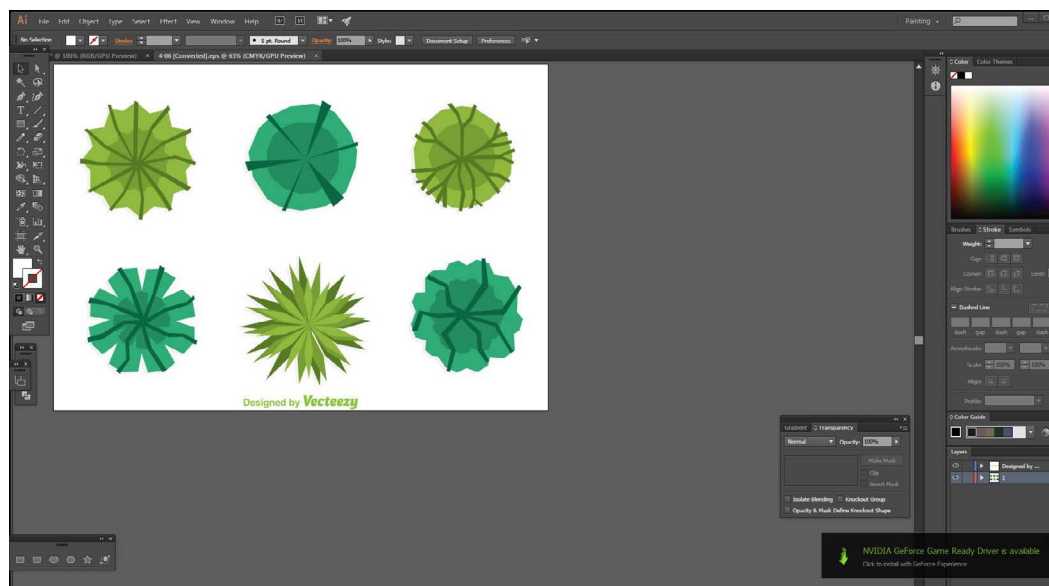 Ai File Edit Object Type Select Effect View Window Help Br St Painting
No Selection Stroke: 5 pt. Round Opacity: 100% Style: Document Setup Preferences
@ 100% (RGB/GPU Preview) × 4-06 [Converted].eps @ 63% (CMYK/GPU Preview) ×
Color Color Themes
Brushes Stroke Symbols
Weight:
Cap:
Corner: Limit:
Align Stroke:
Dashed Line
dash gap dash gap dash
Arrowheads:
Scale: 100% 100%
Align:
Profile:
Color Guide
Layers
Designed by ...
1
Designed by Vecteezy
Gradient Transparency
Normal Opacity: 100%
Make Mask
Clip
Invert Mask
Isolate Blending Knockout Group
Opacity & Mask Define Knockout Shape
NVIDIA GeForce Game Ready Driver is available
Click to install with GeForce Experience.